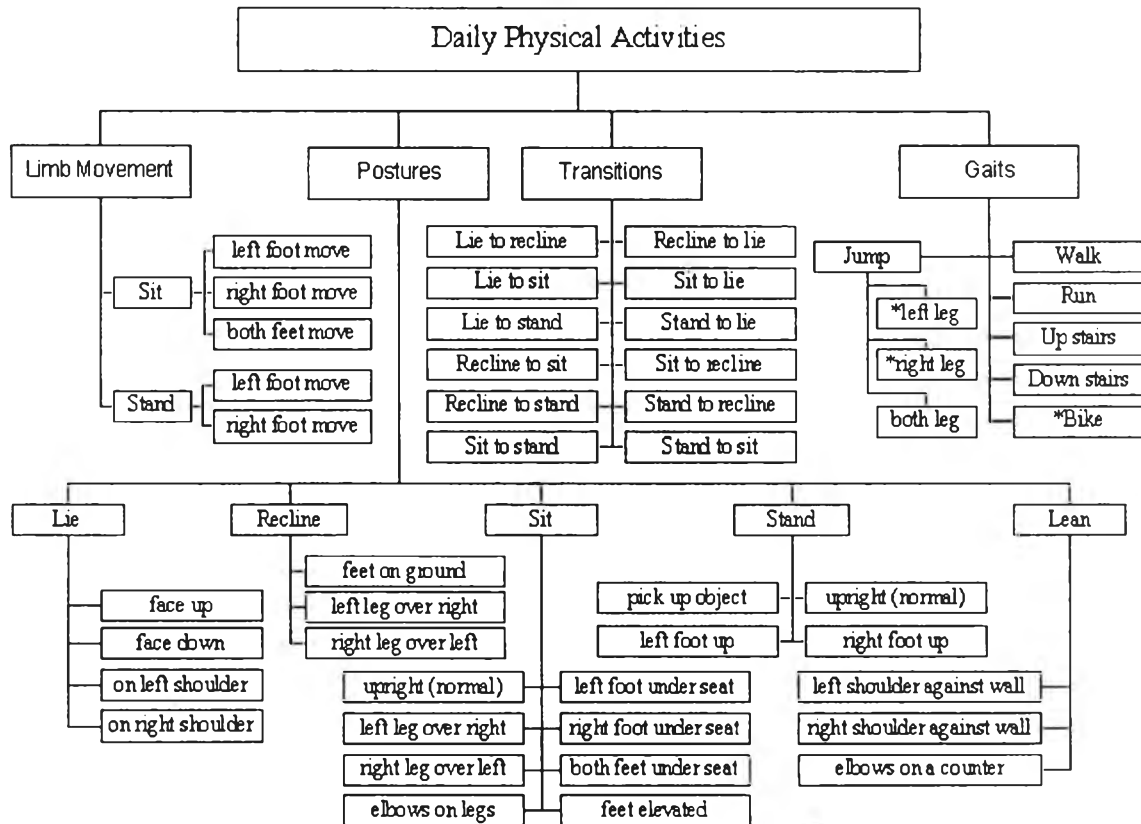 Daily Physical Activities
Limb Movement
Postures
Transitions
Gaits
Sit
left foot move
right foot move
both feet move
Stand
left foot move
right foot move
Lie to recline
Recline to lie
Lie to sit
Sit to lie
Lie to stand
Stand to lie
Recline to sit
Sit to recline
Recline to stand
Stand to recline
Sit to stand
Stand to sit
Jump
*left leg
*right leg
both leg
Walk
Run
Up stairs
Down stairs
*Bike
Lie
Recline
Sit
Stand
Lean
face up
face down
on left shoulder
on right shoulder
feet on ground
left leg over right
right leg over left
upright (normal)
left foot under seat
left leg over right
right foot under seat
right leg over left
both feet under seat
elbows on legs
feet elevated
pick up object
upright (normal)
left foot up
right foot up
left shoulder against wall
right shoulder against wall
elbows on a counter